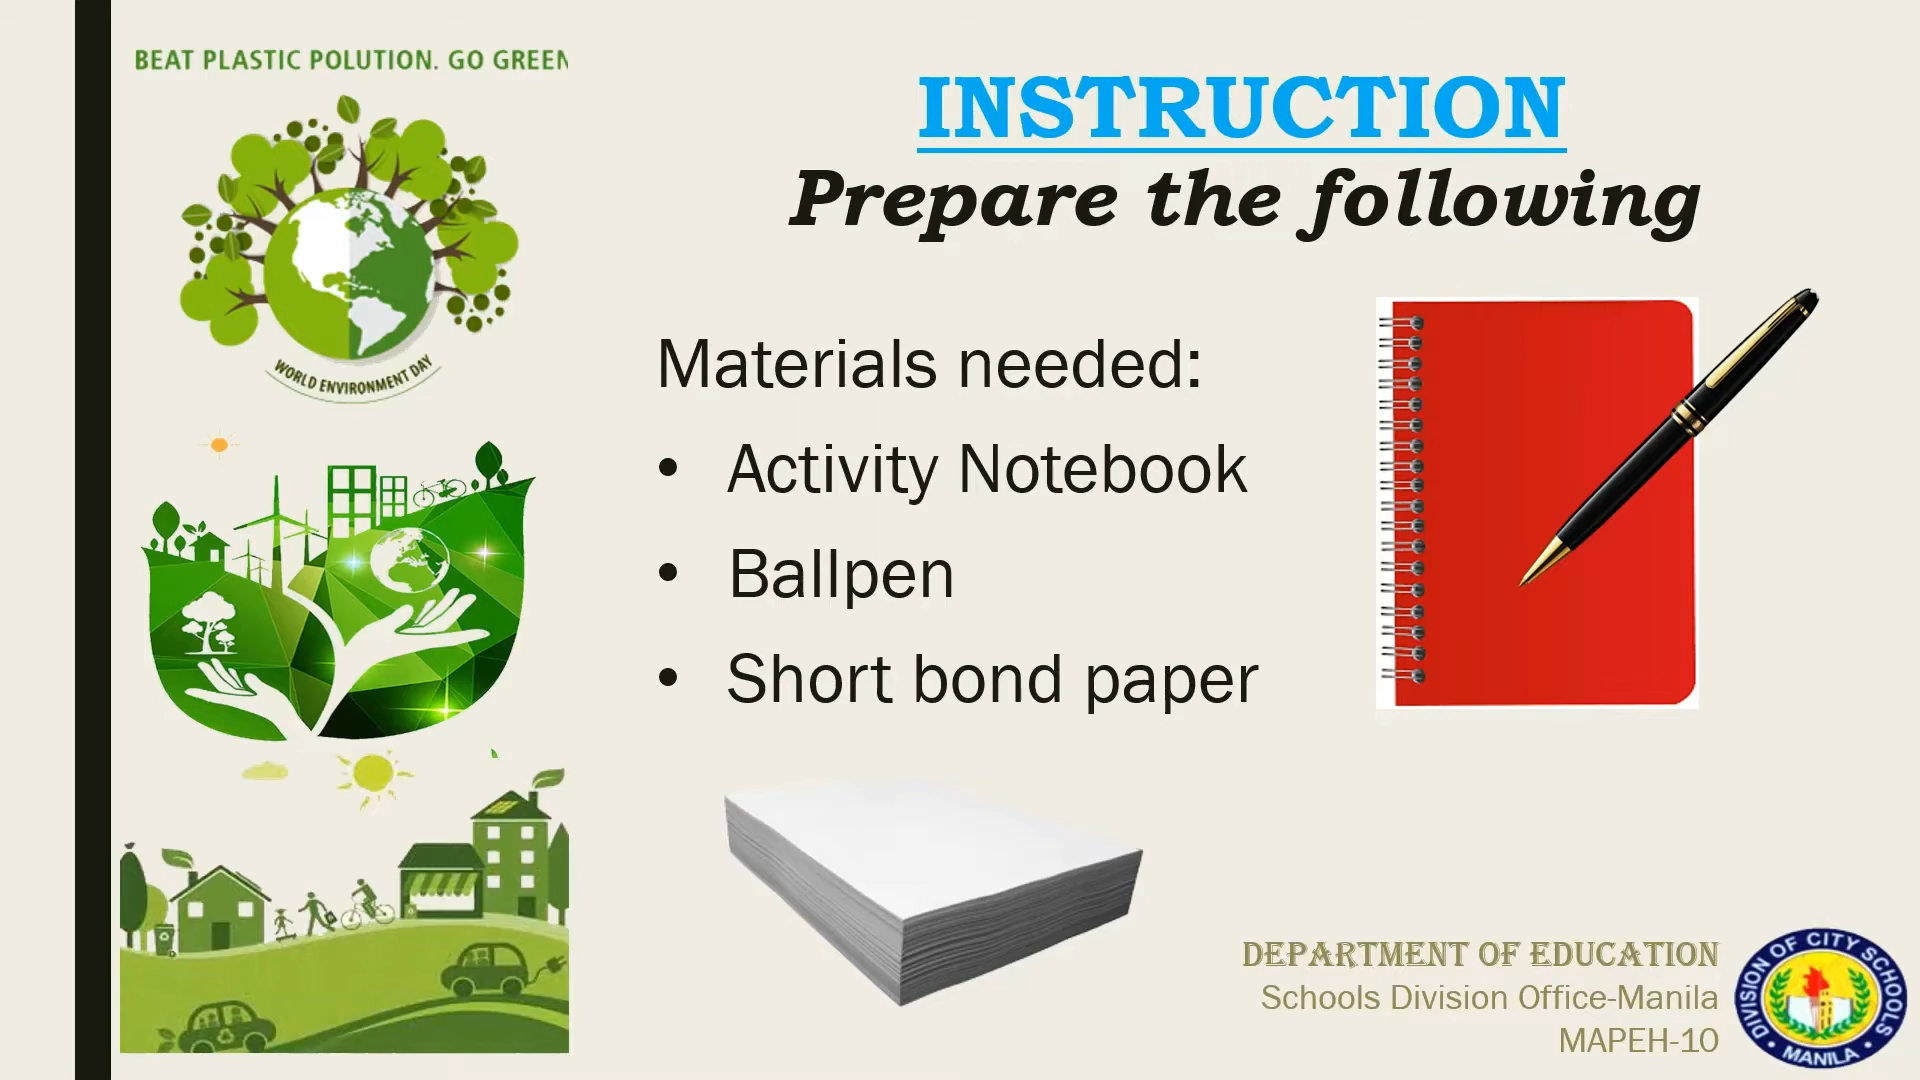 BEAT PLASTIC POLUTION. GO GREEN
WORLD ENVIRONMENT DAY
INSTRUCTION
Prepare the following
Materials needed:
• Activity Notebook
• Ballpen
• Short bond paper
DEPARTMENT OF EDUCATION
Schools Division Office-Manila
MAPEH-10
DIVISION OF CITY SCHOOLS
• MANILA •